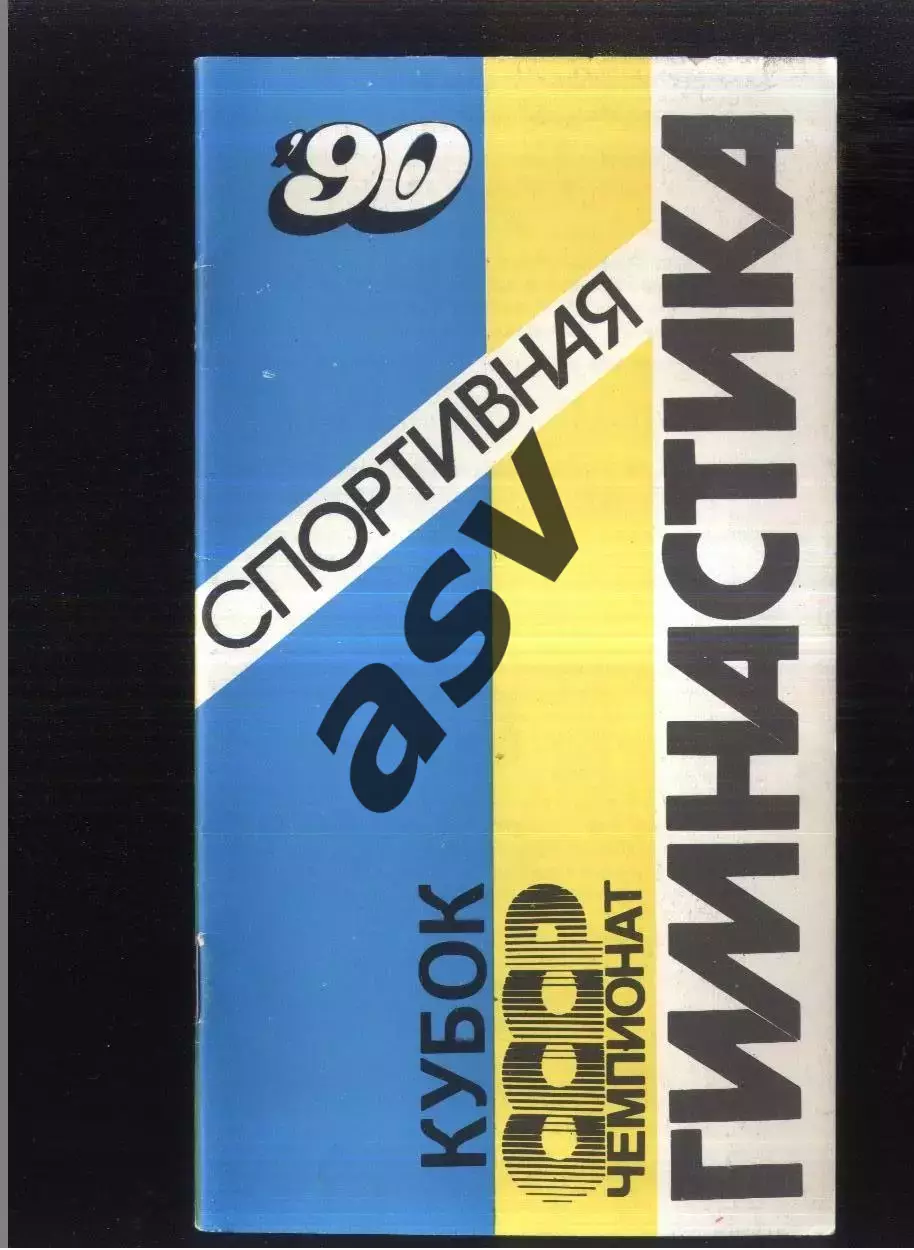 '90
СПОРТИВНАЯ
ГИМНАСТИКА
КУБОК
СССР
ЧЕМПИОНАТ
asv